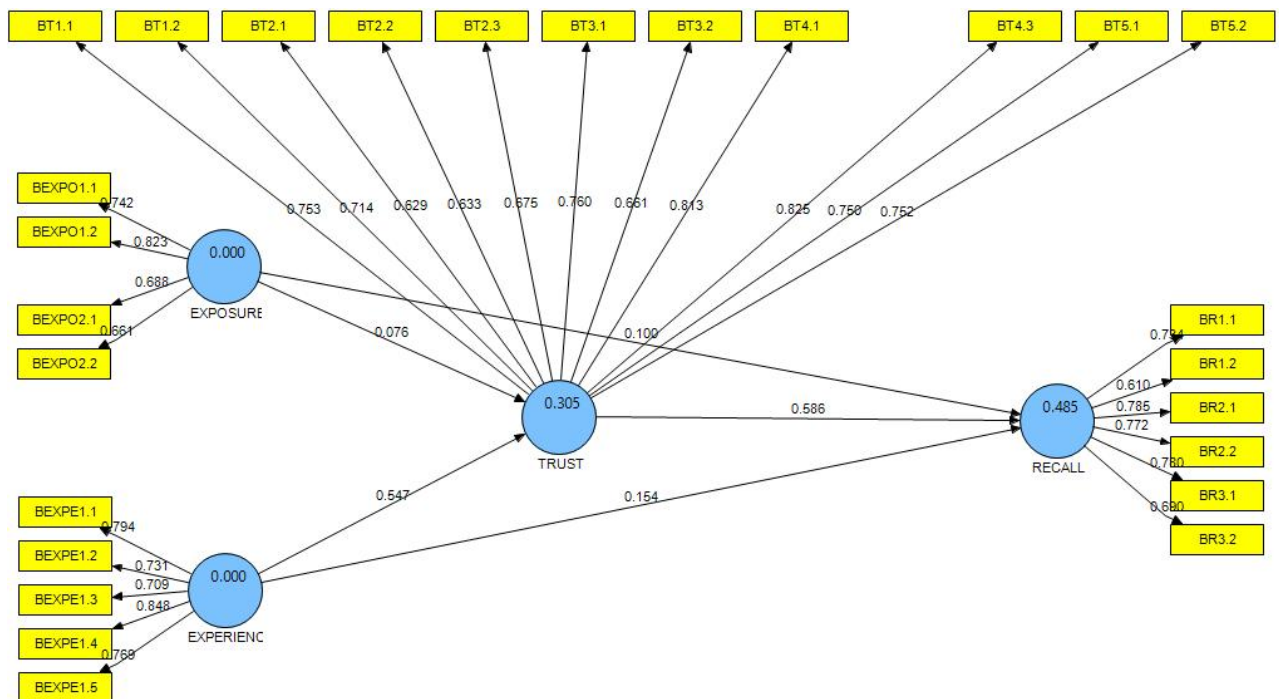 BT1.1
BT1.2
BT2.1
BT2.2
BT2.3
BT3.1
BT3.2
BT4.1
BT4.3
BT5.1
BT5.2
0.753
0.714
0.629
0.633
0.675
0.760
0.661
0.813
0.825
0.750
0.752
BEXPO1.1
BEXPO1.2
BEXPO2.1
BEXPO2.2
0.742
0.823
0.688
0.661
0.000
EXPOSURE
0.076
0.100
0.305
TRUST
0.586
0.547
0.154
0.485
RECALL
0.734
0.610
0.785
0.772
0.780
0.690
BR1.1
BR1.2
BR2.1
BR2.2
BR3.1
BR3.2
BEXPE1.1
BEXPE1.2
BEXPE1.3
BEXPE1.4
BEXPE1.5
0.794
0.731
0.709
0.848
0.769
0.000
EXPERIENC